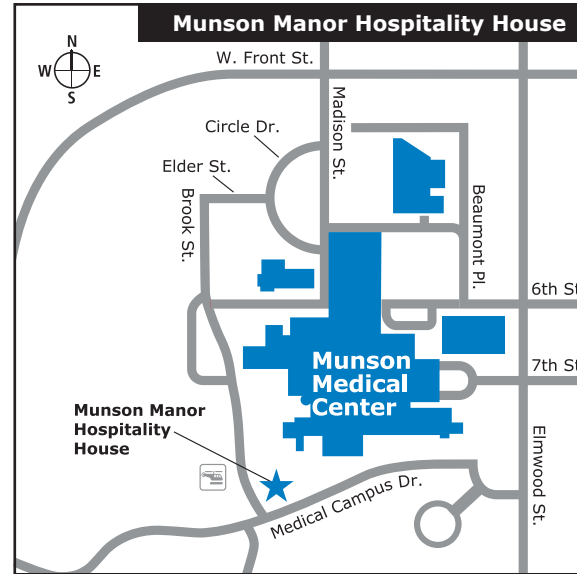 Munson Manor Hospitality House
N
W
E
S
W. Front St.
Madison St.
Circle Dr.
Elder St.
Brook St.
Beaumont Pl.
6th St
7th St
Munson
Medical
Center
Munson Manor
Hospitality
House
Medical Campus Dr.
Elmwood St.